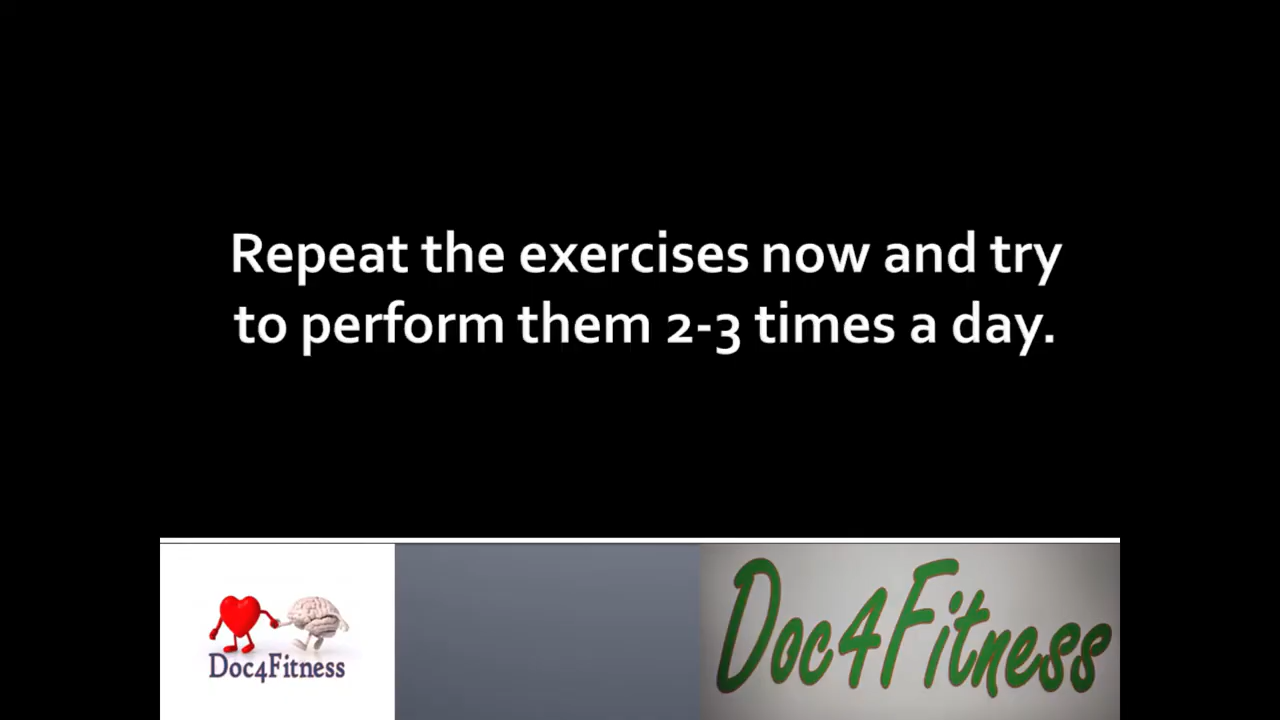 Repeat the exercises now and try
to perform them 2-3 times a day.
Doc4Fitness
Doc4Fitness